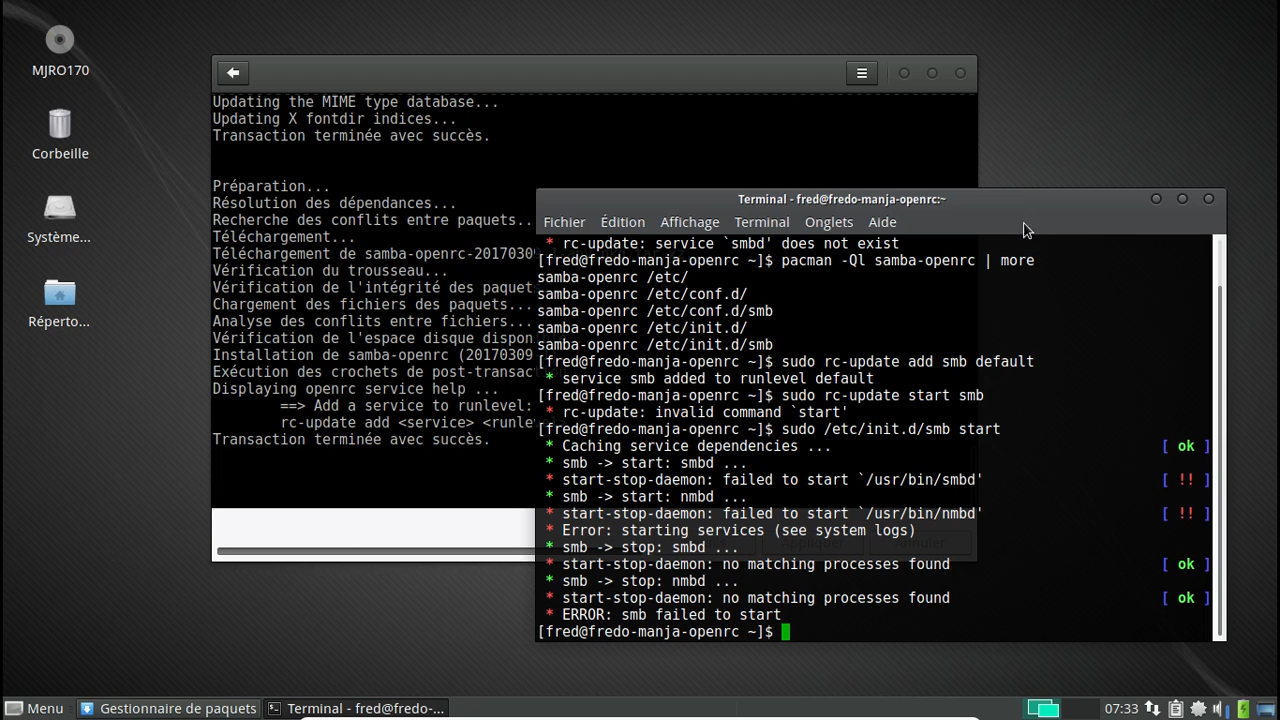 MJRO170
Corbeille
Système...
Réperto...
Updating the MIME type database...
Updating X fontdir indices...
Transaction terminée avec succès.
Préparation...
Résolution des dépendances...
Recherche des conflits entre paquets...
Téléchargement...
Téléchargement de samba-openrc-20170309
Vérification du trousseau...
Vérification de l'intégrité des paquets
Chargement des fichiers des paquets...
Analyse des conflits entre fichiers...
Vérification de l'espace disque dispon
Installation de samba-openrc (20170309
Exécution des crochets de post-transac
Displaying openrc service help ...
==> Add a service to runlevel:
rc-update add <service> <runle
Transaction terminée avec succès.
Terminal - fred@fredo-manja-openrc:~
Fichier Édition Affichage Terminal Onglets Aide
* rc-update: service `smbd' does not exist
[fred@fredo-manja-openrc ~]$ pacman -Ql samba-openrc | more
samba-openrc /etc/
samba-openrc /etc/conf.d/
samba-openrc /etc/conf.d/smb
samba-openrc /etc/init.d/
samba-openrc /etc/init.d/smb
[fred@fredo-manja-openrc ~]$ sudo rc-update add smb default
* service smb added to runlevel default
[fred@fredo-manja-openrc ~]$ sudo rc-update start smb
* rc-update: invalid command `start'
[fred@fredo-manja-openrc ~]$ sudo /etc/init.d/smb start
* Caching service dependencies ... [ ok ]
* smb -> start: smbd ...
* start-stop-daemon: failed to start `/usr/bin/smbd' [ !! ]
* smb -> start: nmbd ...
* start-stop-daemon: failed to start `/usr/bin/nmbd' [ !! ]
* Error: starting services (see system logs)
* smb -> stop: smbd ...
* start-stop-daemon: no matching processes found [ ok ]
* smb -> stop: nmbd ...
* start-stop-daemon: no matching processes found [ ok ]
* ERROR: smb failed to start
[fred@fredo-manja-openrc ~]$
Menu Gestionnaire de paquets Terminal - fred@fredo-... 07:33